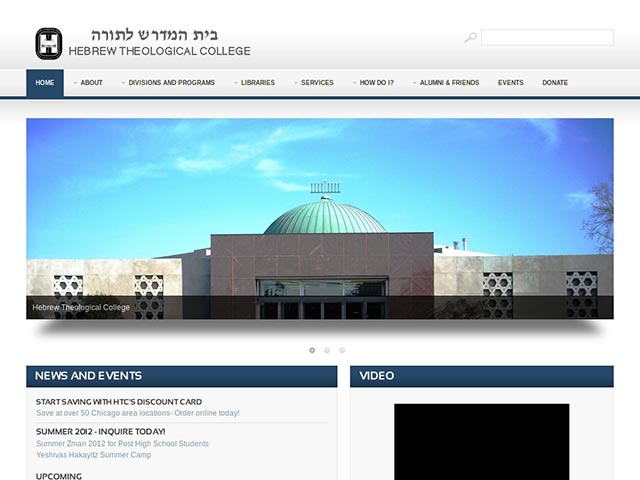 בית המדרש לתורה
HEBREW THEOLOGICAL COLLEGE
HOME
ABOUT
DIVISIONS AND PROGRAMS
LIBRARIES
SERVICES
HOW DO I?
ALUMNI & FRIENDS
EVENTS
DONATE
Hebrew Theological College
NEWS AND EVENTS
START SAVING WITH HTC'S DISCOUNT CARD
Save at over 50 Chicago area locations- Order online today!
SUMMER 2012 - INQUIRE TODAY!
Summer Zman 2012 for Post High School Students
Yeshivas Hakayitz Summer Camp
UPCOMING
VIDEO